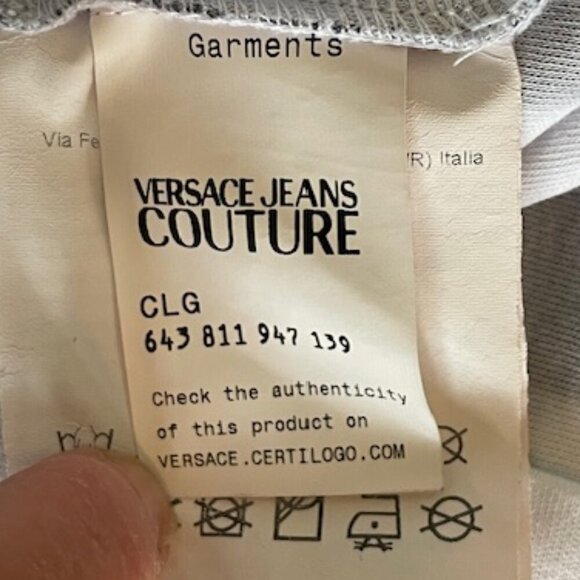 Garments
Via Fe
R) Italia
VERSACE JEANS
COUTURE
CLG
643 811 947 139
Check the authenticity
of this product on
VERSACE.CERTILOGO.COM